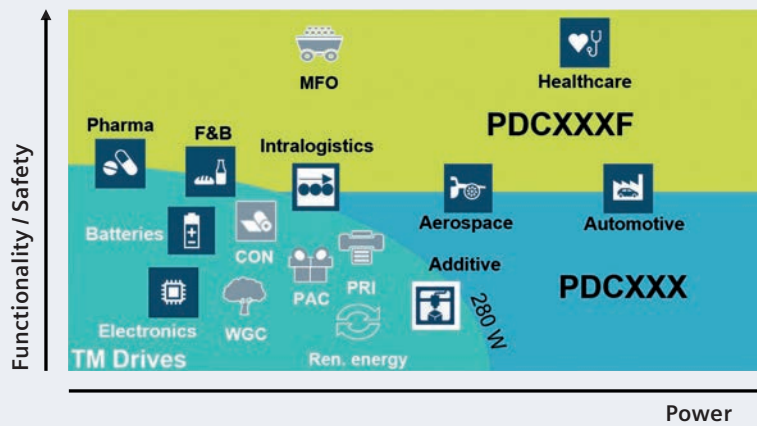 Functionality / Safety
MFO
Healthcare
PDCXXXF
Pharma
F&B
Intralogistics
Aerospace
Automotive
Batteries
CON
PAC
PRI
Additive
PDCXXX
Electronics
WGC
280 W
TM Drives
Ren. energy
Power